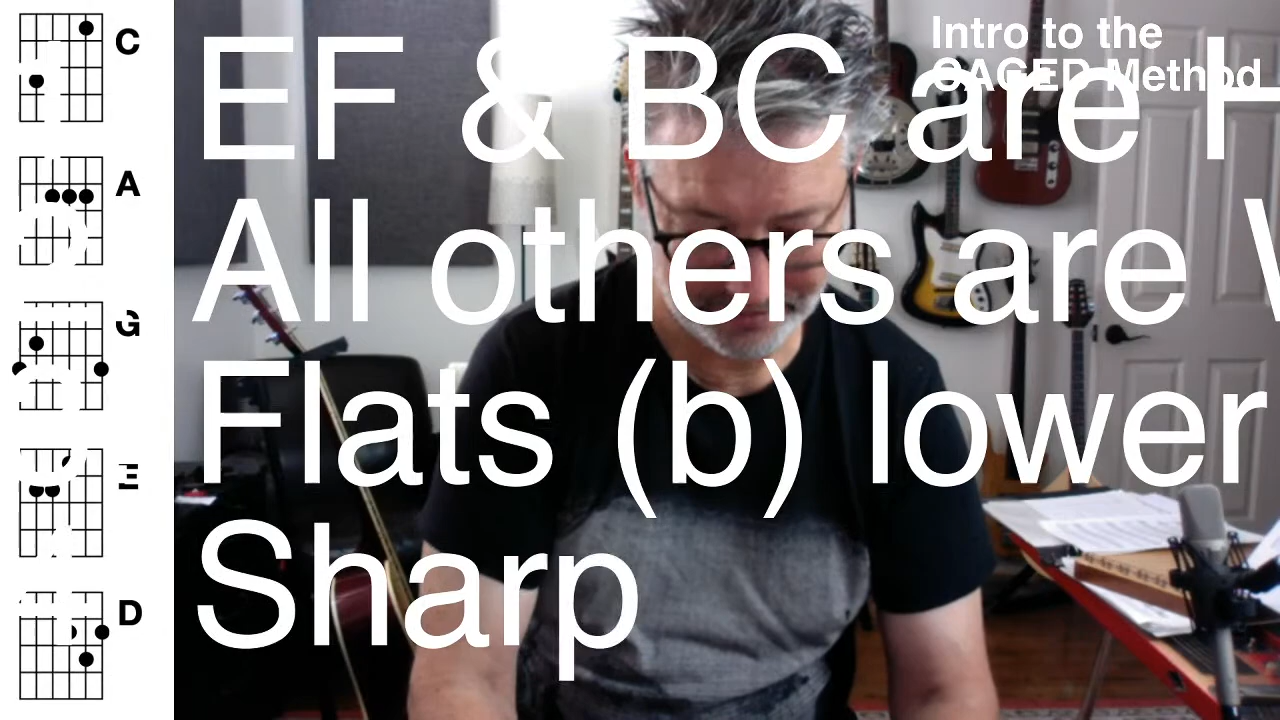 C
A
G
E
D
Intro to the
CAGED Method
EF & BC are H
All others are
Flats (b) lower
Sharp